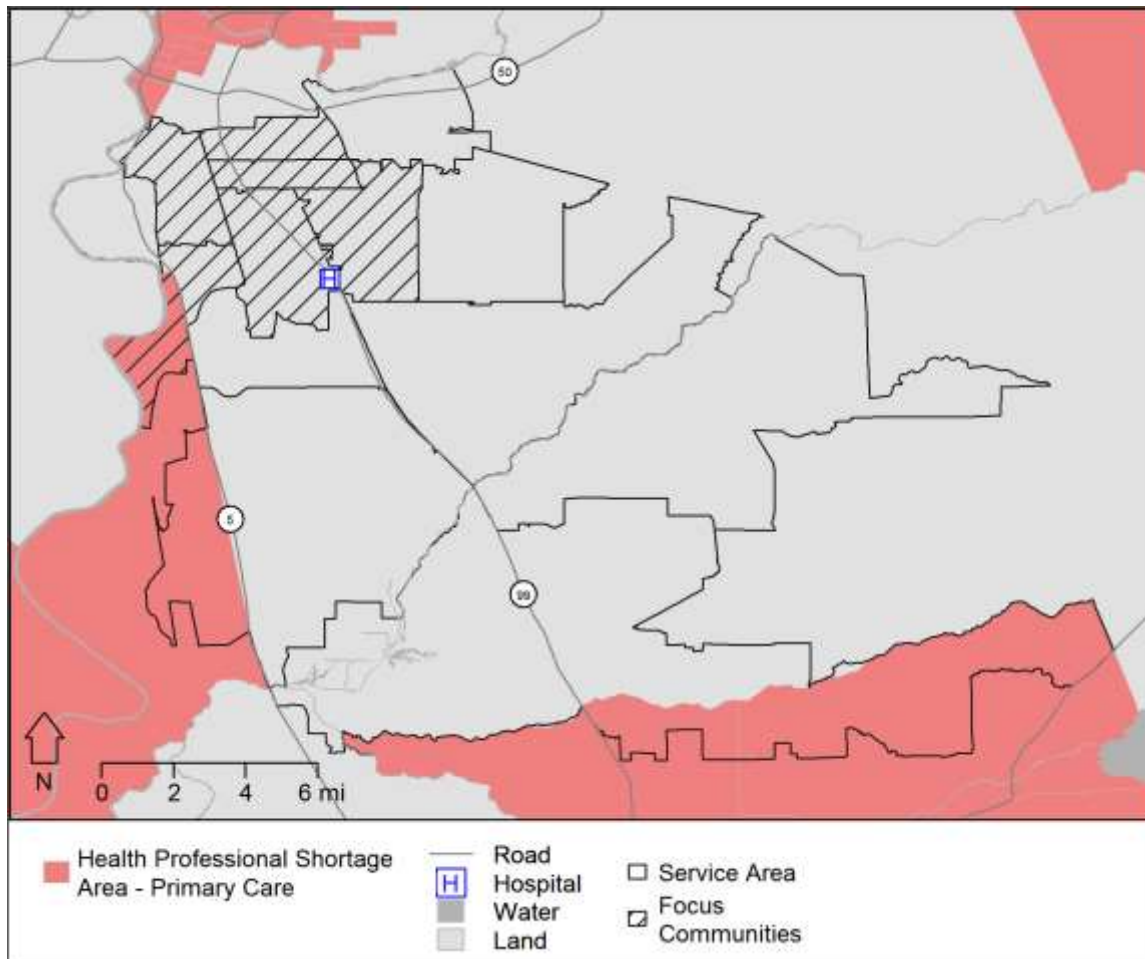 50
H
5
99
N
0 2 4 6 mi
Health Professional Shortage
Area - Primary Care
Road
H Hospital
Water
Land
Service Area
Focus
Communities